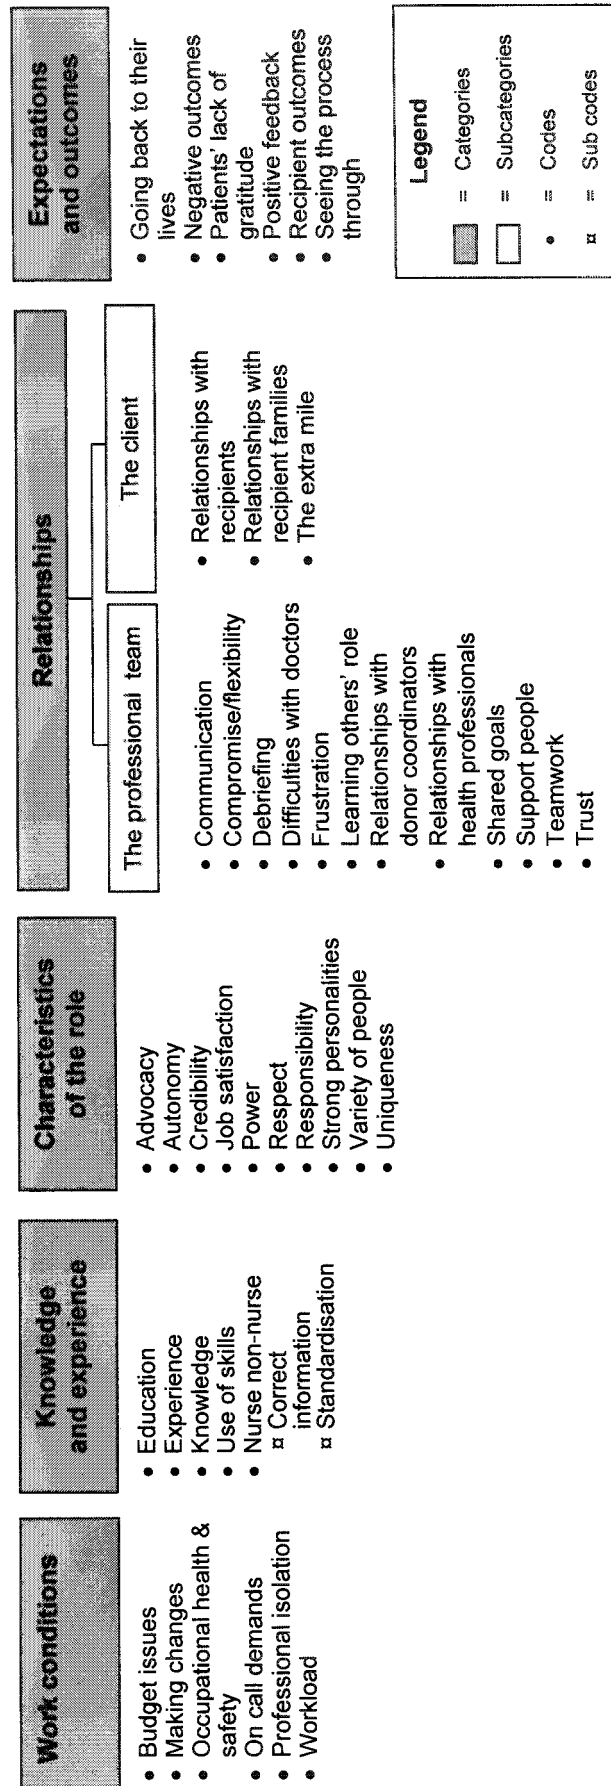 Work conditions
• Budget issues
• Making changes
• Occupational health &
safety
• On call demands
• Professional isolation
• Workload
Knowledge
and experience
• Education
• Experience
• Knowledge
• Use of skills
• Nurse non-nurse
¤ Correct
information
¤ Standardisation
Characteristics
of the role
• Advocacy
• Autonomy
• Credibility
• Job satisfaction
• Power
• Respect
• Responsibility
• Strong personalities
• Variety of people
• Uniqueness
Relationships
The professional team
• Communication
• Compromise/flexibility
• Debriefing
• Difficulties with doctors
• Frustration
• Learning others' role
• Relationships with
donor coordinators
• Relationships with
health professionals
• Shared goals
• Support people
• Teamwork
• Trust
The client
• Relationships with
recipients
• Relationships with
recipient families
• The extra mile
Expectations
and outcomes
• Going back to their
lives
• Negative outcomes
• Patients' lack of
gratitude
• Positive feedback
• Recipient outcomes
• Seeing the process
through
Legend
= Categories
= Subcategories
• = Codes
¤ = Sub codes